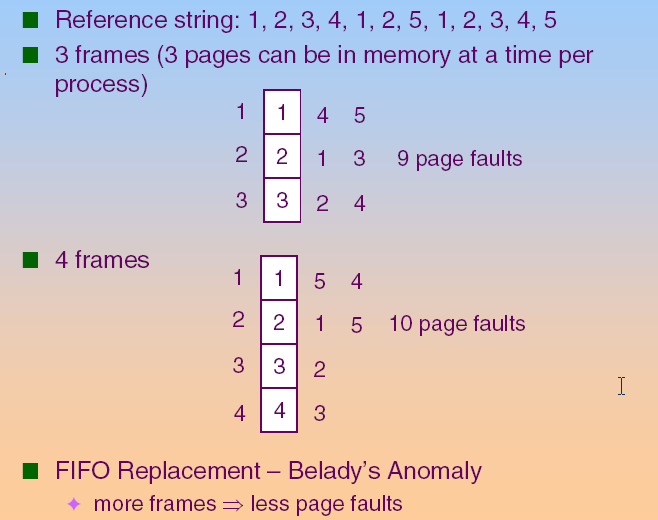 Reference string: 1, 2, 3, 4, 1, 2, 5, 1, 2, 3, 4, 5
3 frames (3 pages can be in memory at a time per
process)
1 1 4 5
2 2 1 3 9 page faults
3 3 2 4
4 frames
1 1 5 4
2 2 1 5 10 page faults
3 3 2
4 4 3
FIFO Replacement – Belady's Anomaly
more frames ⇒ less page faults